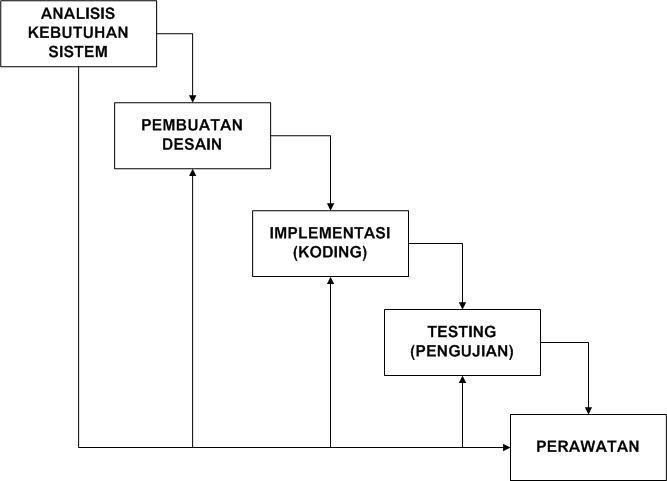 ANALISIS
KEBUTUHAN
SISTEM
PEMBUATAN
DESAIN
IMPLEMENTASI
(KODING)
TESTING
(PENGUJIAN)
PERAWATAN